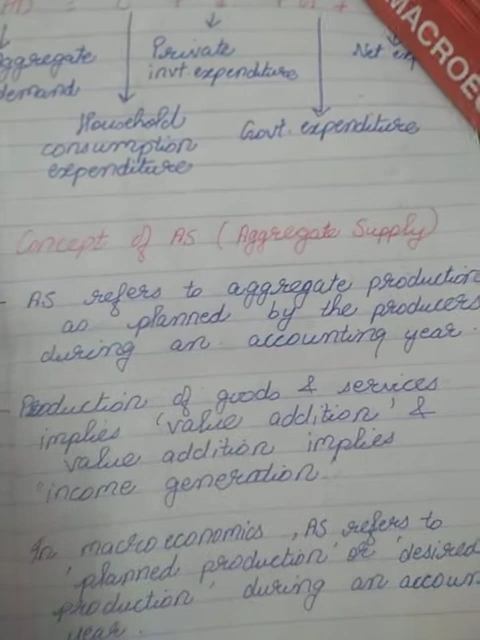 MACROEC
Aggregate demand
Private
invt. expenditure
Net exp
Household
consumption
expenditure
Govt. expenditure
Concept of AS (Aggregate Supply)
AS refers to aggregate production
as planned by the producers
during an accounting year.
Production of goods & services
implies 'value addition' &
value addition implies
income generation.
In macroeconomics, AS refers to
'planned production' or 'desired
production' during an accoun
year.